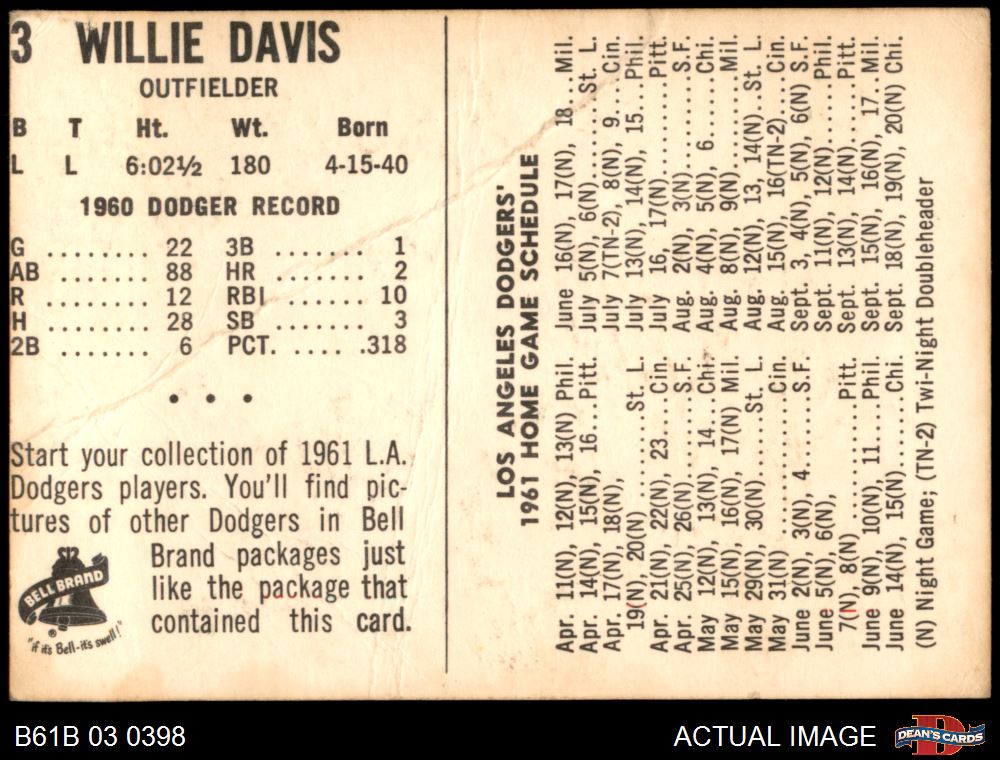 3 WILLIE DAVIS
OUTFIELDER
B T Ht. Wt. Born
L L 6:02½ 180 4-15-40
1960 DODGER RECORD
G ........ 22 3B ....... 1
AB ....... 88 HR ....... 2
R ........ 12 RBI ...... 10
H ........ 28 SB ....... 3
2B ....... 6 PCT. ..... .318
• • •
Start your collection of 1961 L.A.
Dodgers players. You'll find pic-
tures of other Dodgers in Bell
Brand packages just
like the package that
contained this card.
BELL BRAND
®
"if it's Bell-it's swell!"
LOS ANGELES DODGERS'
1961 HOME GAME SCHEDULE
Apr. 11(N), 12(N), 13(N) Phil.
Apr. 14(N), 15(N), 16...Pitt.
Apr. 17(N), 18(N),
19(N), 20(N) ..........St. L.
Apr. 21(N), 22(N), 23....Cin.
Apr. 25(N), 26(N)........S.F.
May 12(N), 13(N), 14...Chi.
May 15(N), 16(N), 17(N) Mil.
May 29(N), 30(N)......St. L.
May 31(N) ..............Cin.
June 2(N), 3(N), 4......S.F.
June 5(N), 6(N),
7(N), 8(N) ............Pitt.
June 9(N), 10(N), 11....Phil.
June 14(N), 15(N)......Chi.
June 16(N), 17(N), 18...Mil.
July 5(N), 6(N).......St. L.
July 7(TN-2), 8(N), 9...Cin.
July 13(N), 14(N), 15...Phil.
July 16, 17(N)..........Pitt.
Aug. 2(N), 3(N)..........S.F.
Aug. 4(N), 5(N), 6......Chi.
Aug. 8(N), 9(N)..........Mil.
Aug. 12(N), 13, 14(N)..St. L.
Aug. 15(N), 16(TN-2)....Cin.
Sept. 3, 4(N), 5(N), 6(N) S.F.
Sept. 11(N), 12(N)......Phil.
Sept. 13(N), 14(N)......Pitt.
Sept. 15(N), 16(N), 17...Mil.
Sept. 18(N), 19(N), 20(N) Chi.
(N) Night Game; (TN-2) Twi-Night Doubleheader
B61B 03 0398
ACTUAL IMAGE
D
DEAN'S CARDS